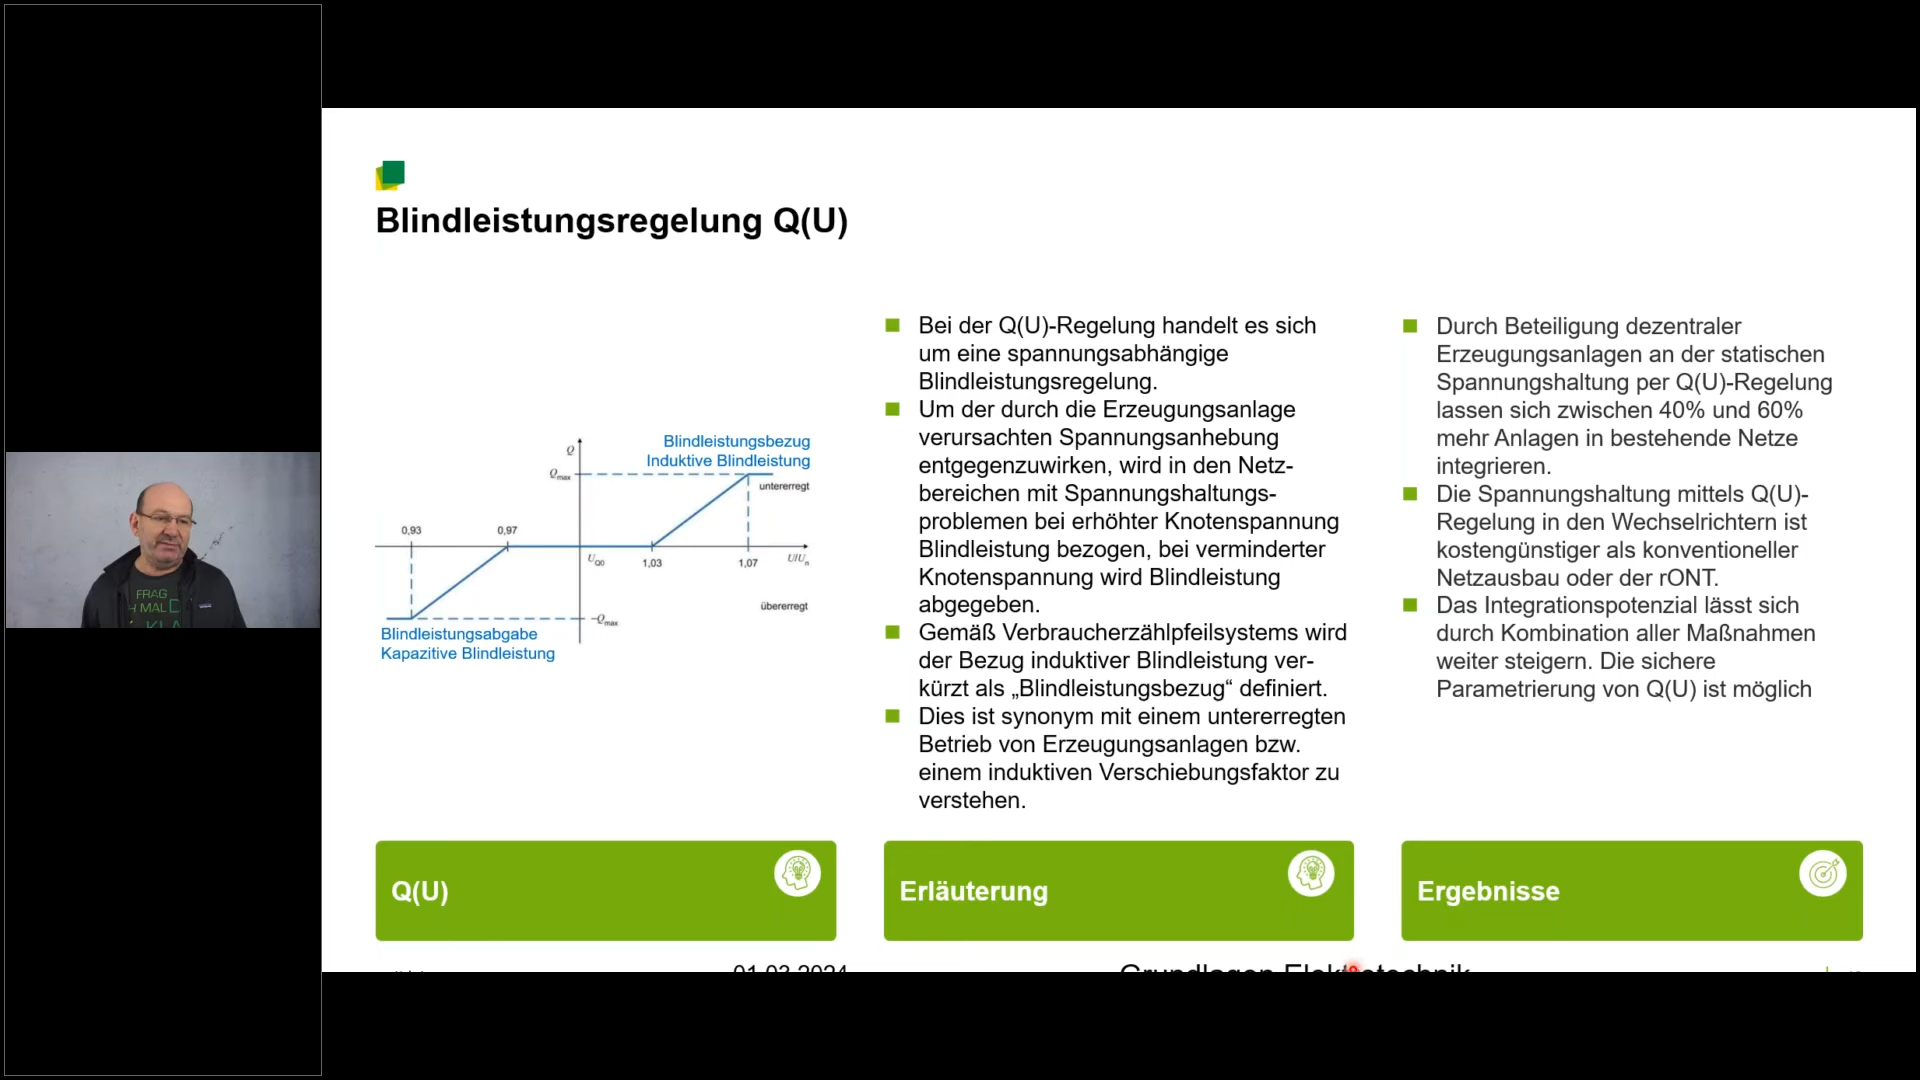 Blindleistungsregelung Q(U)
Q
Blindleistungsbezug
Induktive Blindleistung
Qmax
untererregt
0,93
0,97
UQ0
1,03
1,07
U/Un
übererregt
-Qmax
Blindleistungsabgabe
Kapazitive Blindleistung
Bei der Q(U)-Regelung handelt es sich
um eine spannungsabhängige
Blindleistungsregelung.
Um der durch die Erzeugungsanlage
verursachten Spannungsanhebung
entgegenzuwirken, wird in den Netz-
bereichen mit Spannungshaltungs-
problemen bei erhöhter Knotenspannung
Blindleistung bezogen, bei verminderter
Knotenspannung wird Blindleistung
abgegeben.
Gemäß Verbraucherzählpfeilsystems wird
der Bezug induktiver Blindleistung ver-
kürzt als „Blindleistungsbezug“ definiert.
Dies ist synonym mit einem untererregten
Betrieb von Erzeugungsanlagen bzw.
einem induktiven Verschiebungsfaktor zu
verstehen.
Durch Beteiligung dezentraler
Erzeugungsanlagen an der statischen
Spannungshaltung per Q(U)-Regelung
lassen sich zwischen 40% und 60%
mehr Anlagen in bestehende Netze
integrieren.
Die Spannungshaltung mittels Q(U)-
Regelung in den Wechselrichtern ist
kostengünstiger als konventioneller
Netzausbau oder der rONT.
Das Integrationspotenzial lässt sich
durch Kombination aller Maßnahmen
weiter steigern. Die sichere
Parametrierung von Q(U) ist möglich
Q(U)
Erläuterung
Ergebnisse
01.03.2024
Grundlagen Elektrotechnik
FRAG
MAL